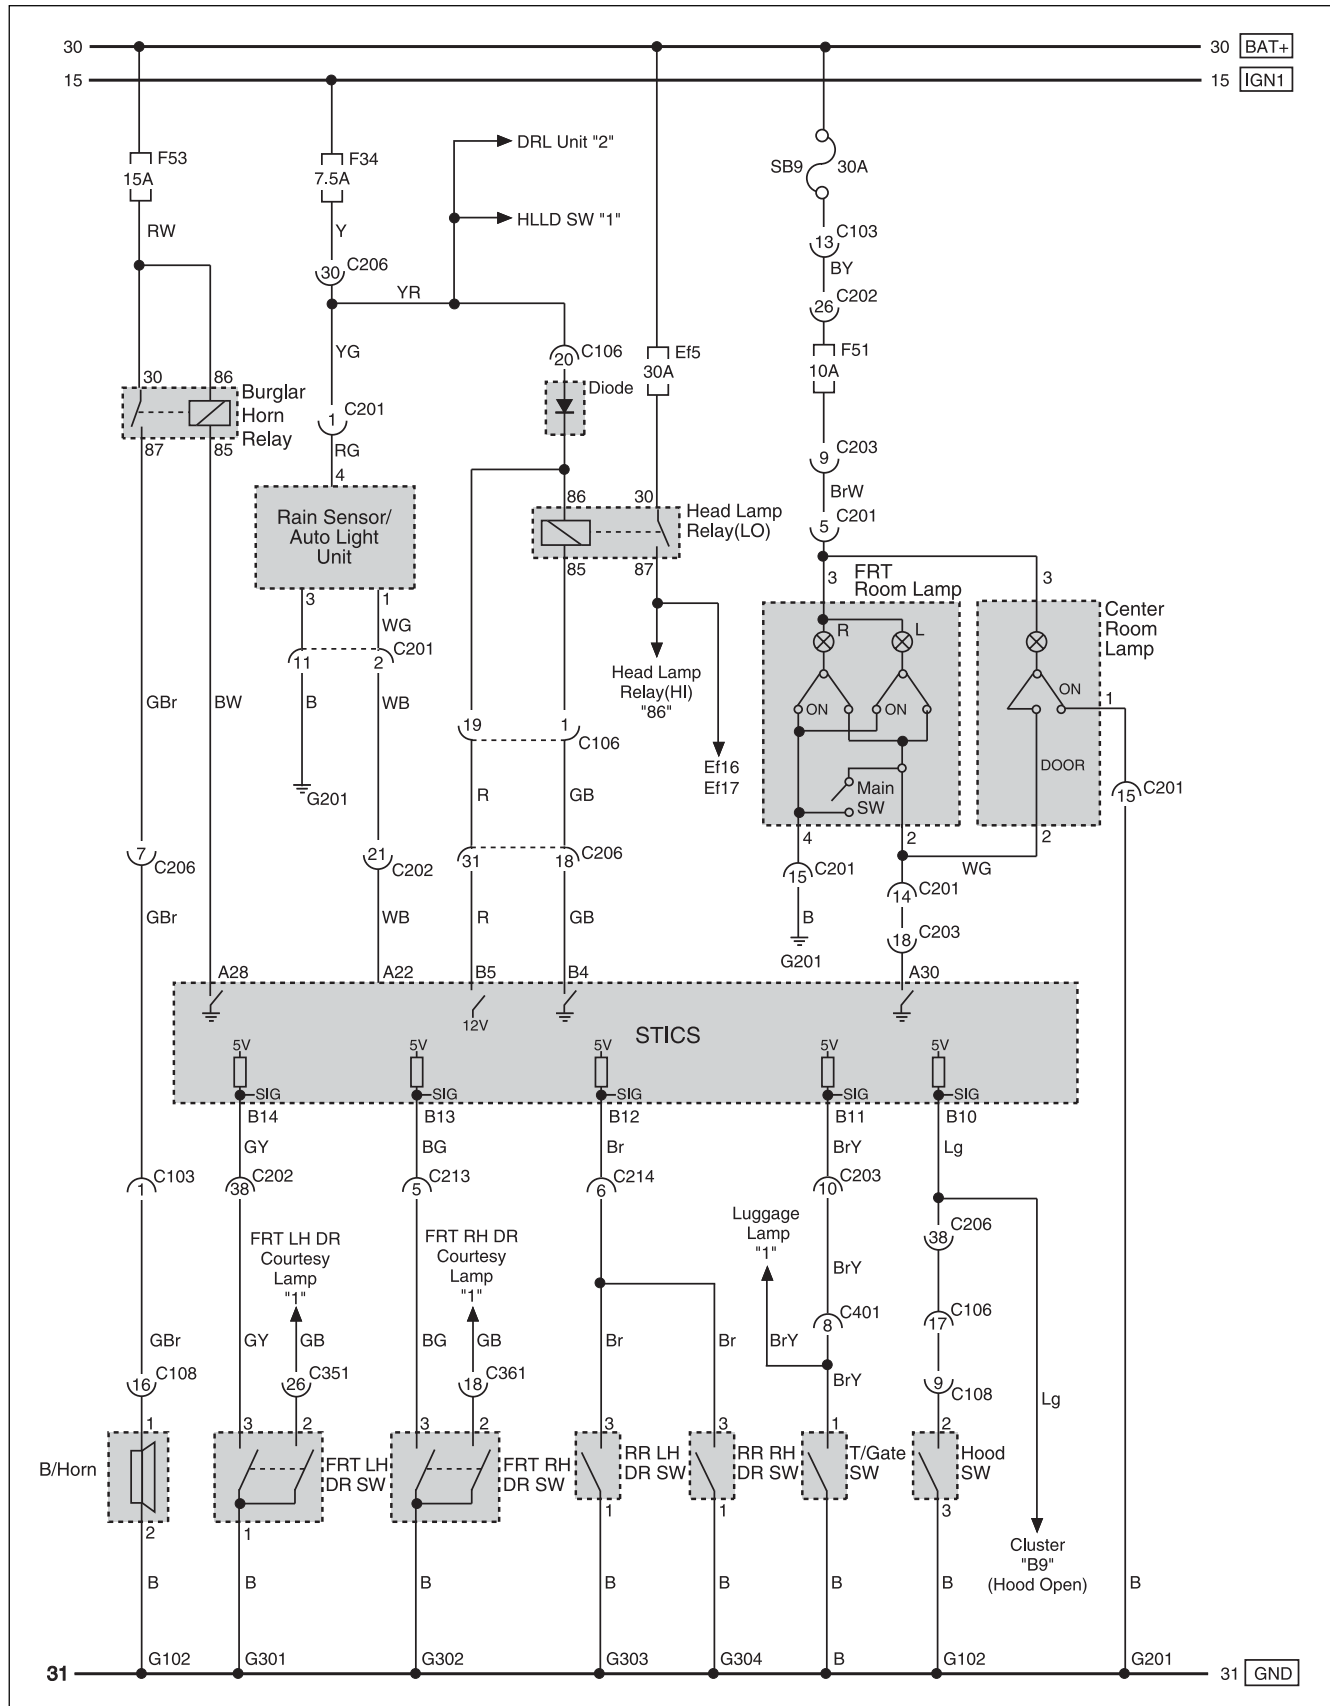 30
30 BAT+
15
15 IGN1
F53
15A
F34
7.5A
DRL Unit "2"
SB9
30A
HLLD SW "1"
RW
Y
13
C103
BY
30
C206
YR
26
C202
YG
20
C106
Ef5
30A
F51
10A
30
86
Burglar
Horn
Relay
Diode
1
C201
87
85
RG
9
C203
4
BrW
86
30
Head Lamp
Relay(LO)
5
C201
Rain Sensor/
Auto Light
Unit
85
87
3
FRT
Room Lamp
3
3
1
Center
Room
Lamp
WG
R
L
11
2
C201
Head Lamp
Relay(HI)
"86"
ON
ON
ON
1
GBr
BW
B
WB
19
1
C106
Ef16
Ef17
DOOR
Main
SW
15
C201
G201
R
GB
4
2
2
7
C206
21
C202
31
18
C206
15
C201
WG
14
C201
GBr
WB
R
GB
B
18
C203
G201
A28
A22
B5
B4
A30
12V
STICS
5V
5V
5V
5V
5V
SIG
SIG
SIG
SIG
SIG
B14
B13
B12
B11
B10
GY
BG
Br
BrY
Lg
1
C103
38
C202
5
C213
6
C214
10
C203
FRT LH DR
Courtesy
Lamp
"1"
FRT RH DR
Courtesy
Lamp
"1"
Luggage
Lamp
"1"
38
C206
BrY
8
C401
17
C106
GBr
GY
GB
BG
GB
Br
Br
BrY
BrY
16
C108
26
C351
18
C361
9
C108
Lg
1
3
2
3
2
3
3
1
2
B/Horn
FRT LH
DR SW
FRT RH
DR SW
RR LH
DR SW
RR RH
DR SW
T/Gate
SW
Hood
SW
2
1
1
1
1
3
Cluster
"B9"
(Hood Open)
B
B
B
B
B
B
B
B
31
G102
G301
G302
G303
G304
B
G102
G201
31 GND